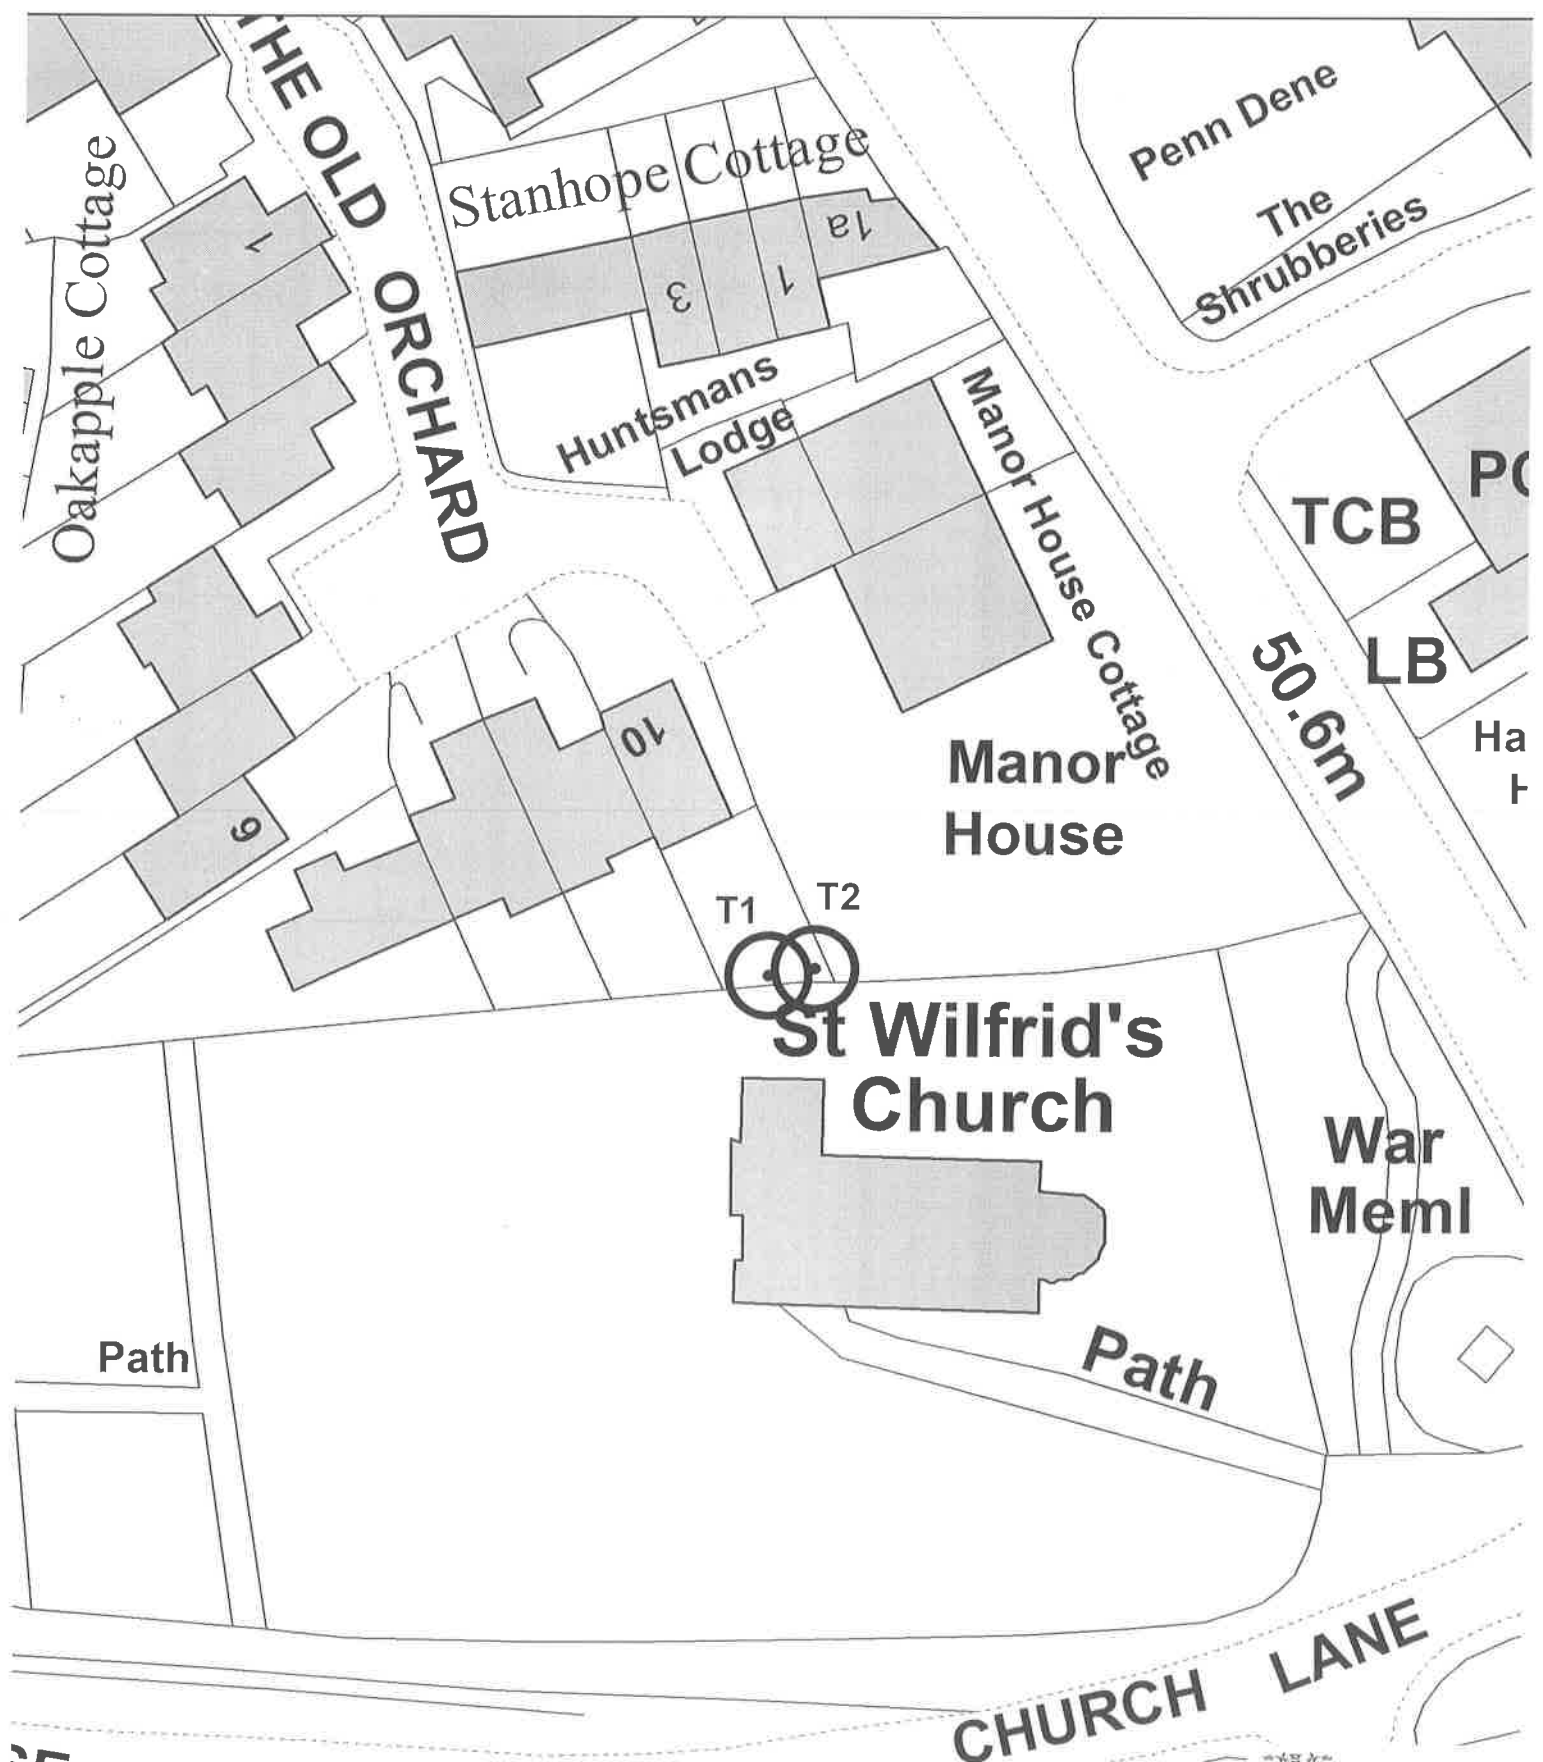 THE OLD ORCHARD
Penn Dene
Oakapple Cottage
Stanhope Cottage
The
Shrubberies
1a
1
3
1
Huntsmans
Lodge
Manor House Cottage
TCB
LB
50.6m
Ha
10
Manor
House
9
T1
T2
St Wilfrid's
Church
War
Meml
Path
Path
CHURCH LANE